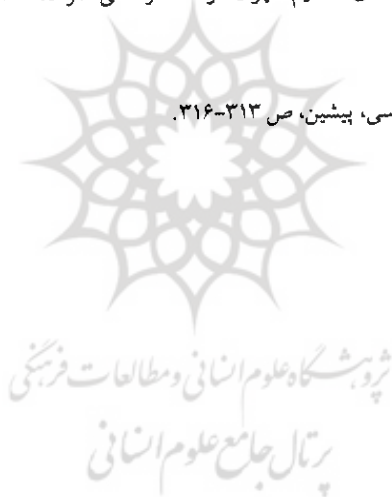 سی، پیشین، ص ۳۱۳-۳۱۶.
پژوهشگاه علوم انسانی و مطالعات فرهنگی
پرتال جامع علوم انسانی